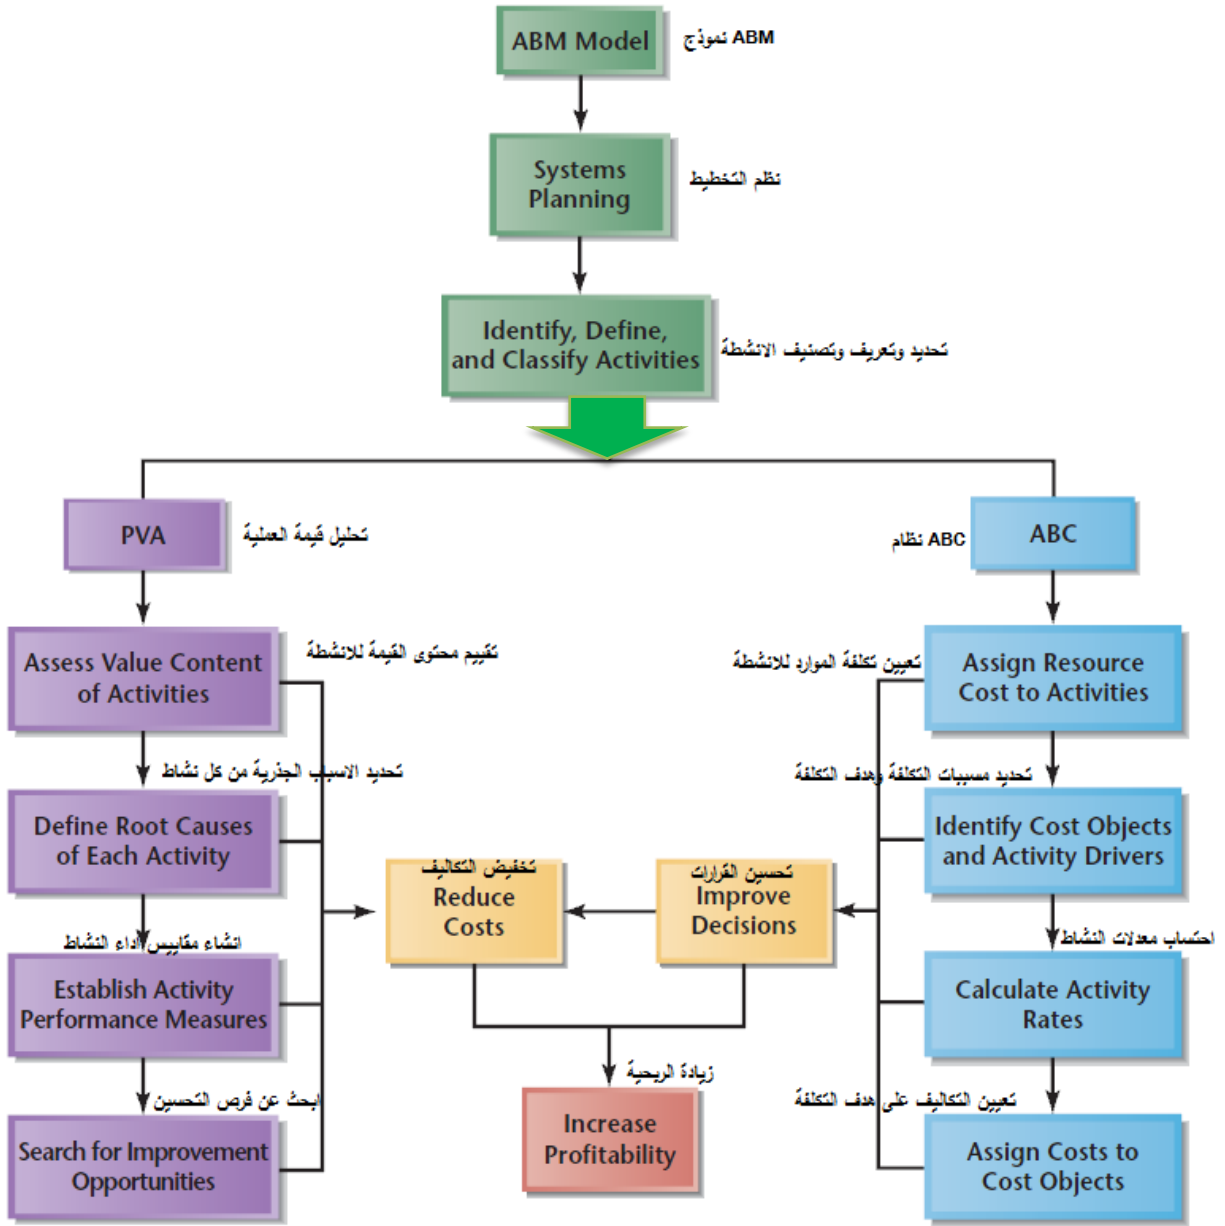 ABM Model
نموذج ABM
Systems
Planning
نظم التخطيط
Identify, Define,
and Classify Activities
تحديد وتعريف وتصنيف الانشطة
PVA
تحليل قيمة العملية
ABC
نظام ABC
Assess Value Content
of Activities
تقييم محتوى القيمة للانشطة
تعيين تكلفة الموارد للانشطة
Assign Resource
Cost to Activities
تحديد الاسباب الجذرية من كل نشاط
تحديد مسببات التكلفة وهدف التكلفة
Define Root Causes
of Each Activity
Identify Cost Objects
and Activity Drivers
تخفيض التكاليف
Reduce
Costs
تحسين القرارات
Improve
Decisions
انشاء مقاييس اداء النشاط
احتساب معدلات النشاط
Establish Activity
Performance Measures
Calculate Activity
Rates
زيادة الربحية
ابحث عن فرص التحسين
تعيين التكاليف على هدف التكلفة
Increase
Profitability
Search for Improvement
Opportunities
Assign Costs to
Cost Objects